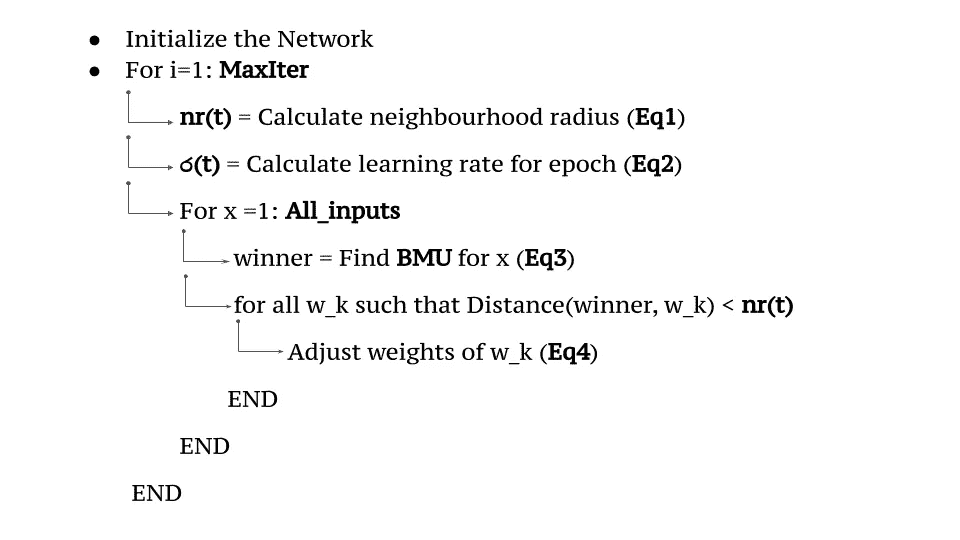 ● Initialize the Network
● For i=1: MaxIter
nr(t) = Calculate neighbourhood radius (Eq1)
ర(t) = Calculate learning rate for epoch (Eq2)
For x =1: All_inputs
winner = Find BMU for x (Eq3)
for all w_k such that Distance(winner, w_k) < nr(t)
Adjust weights of w_k (Eq4)
END
END
END